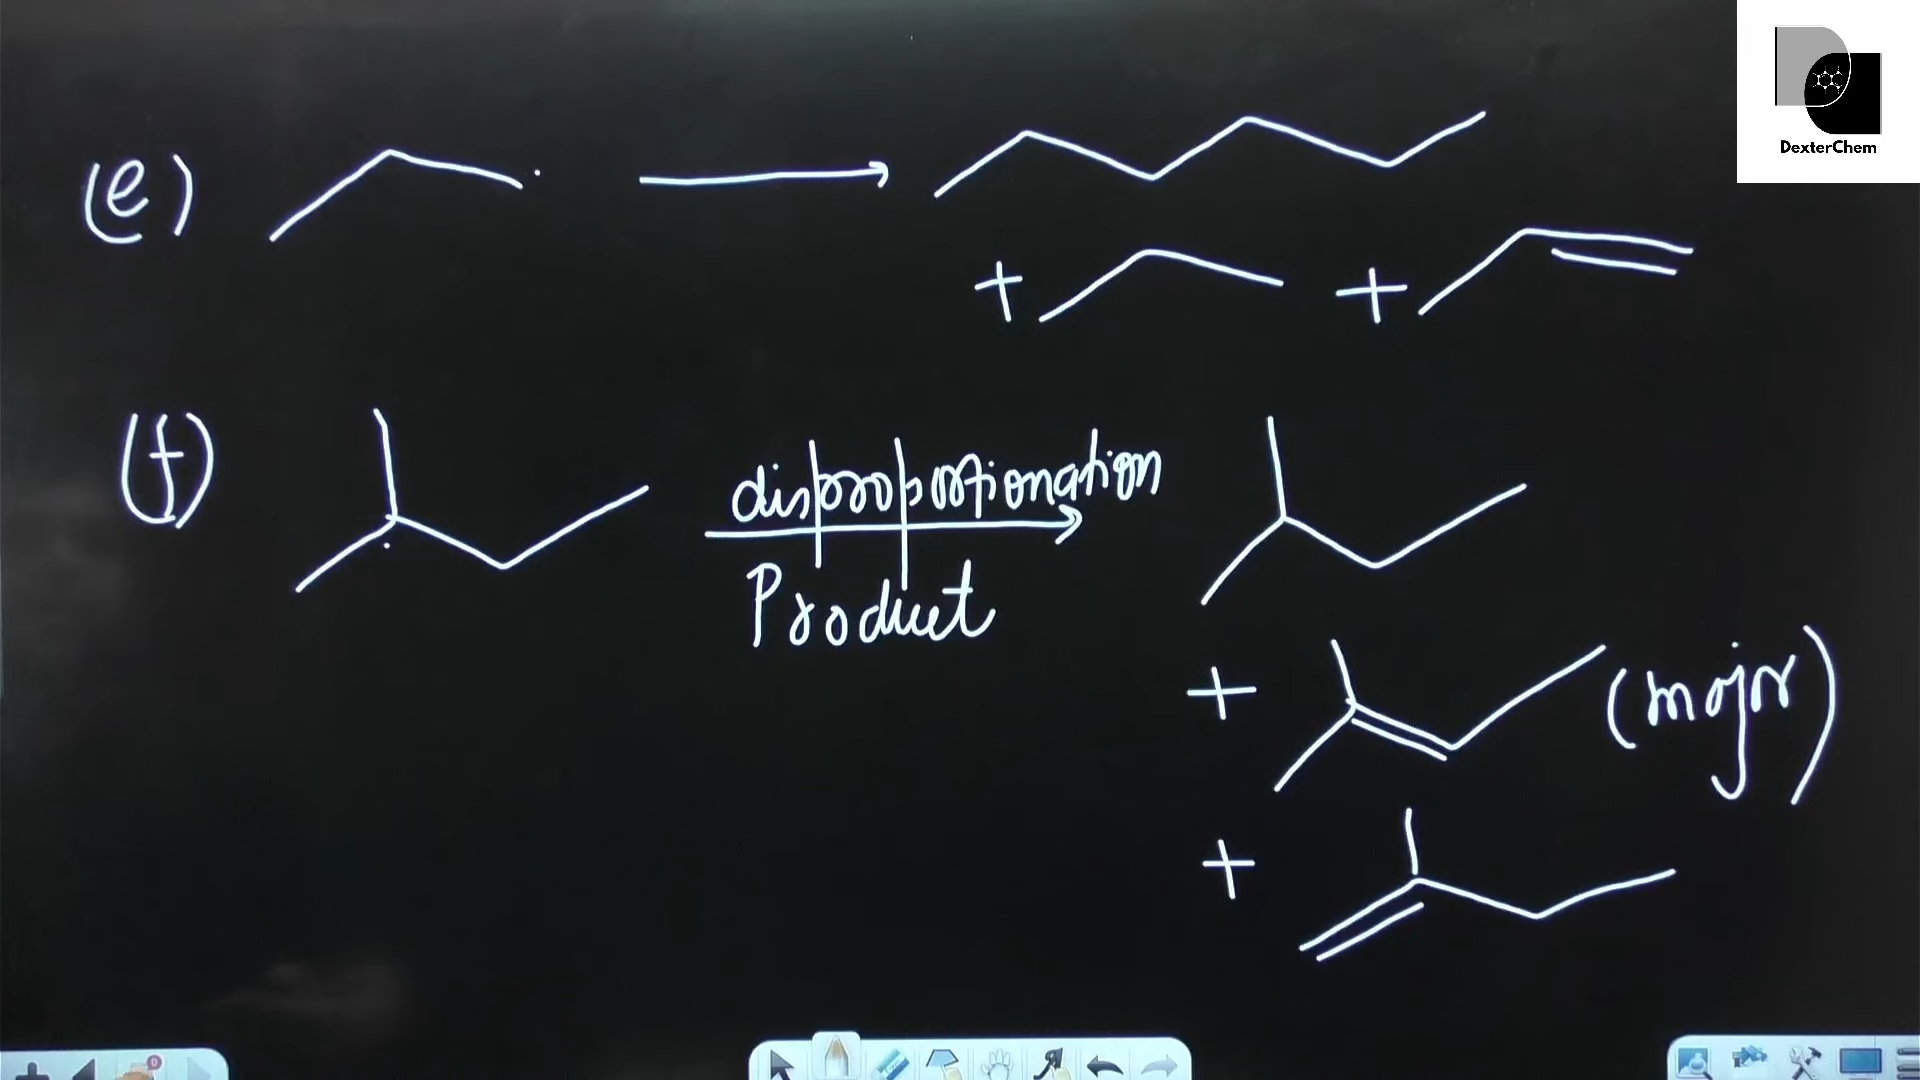 DexterChem
(e)
+ +
(f) disproportionation
Product
+ (major)
+